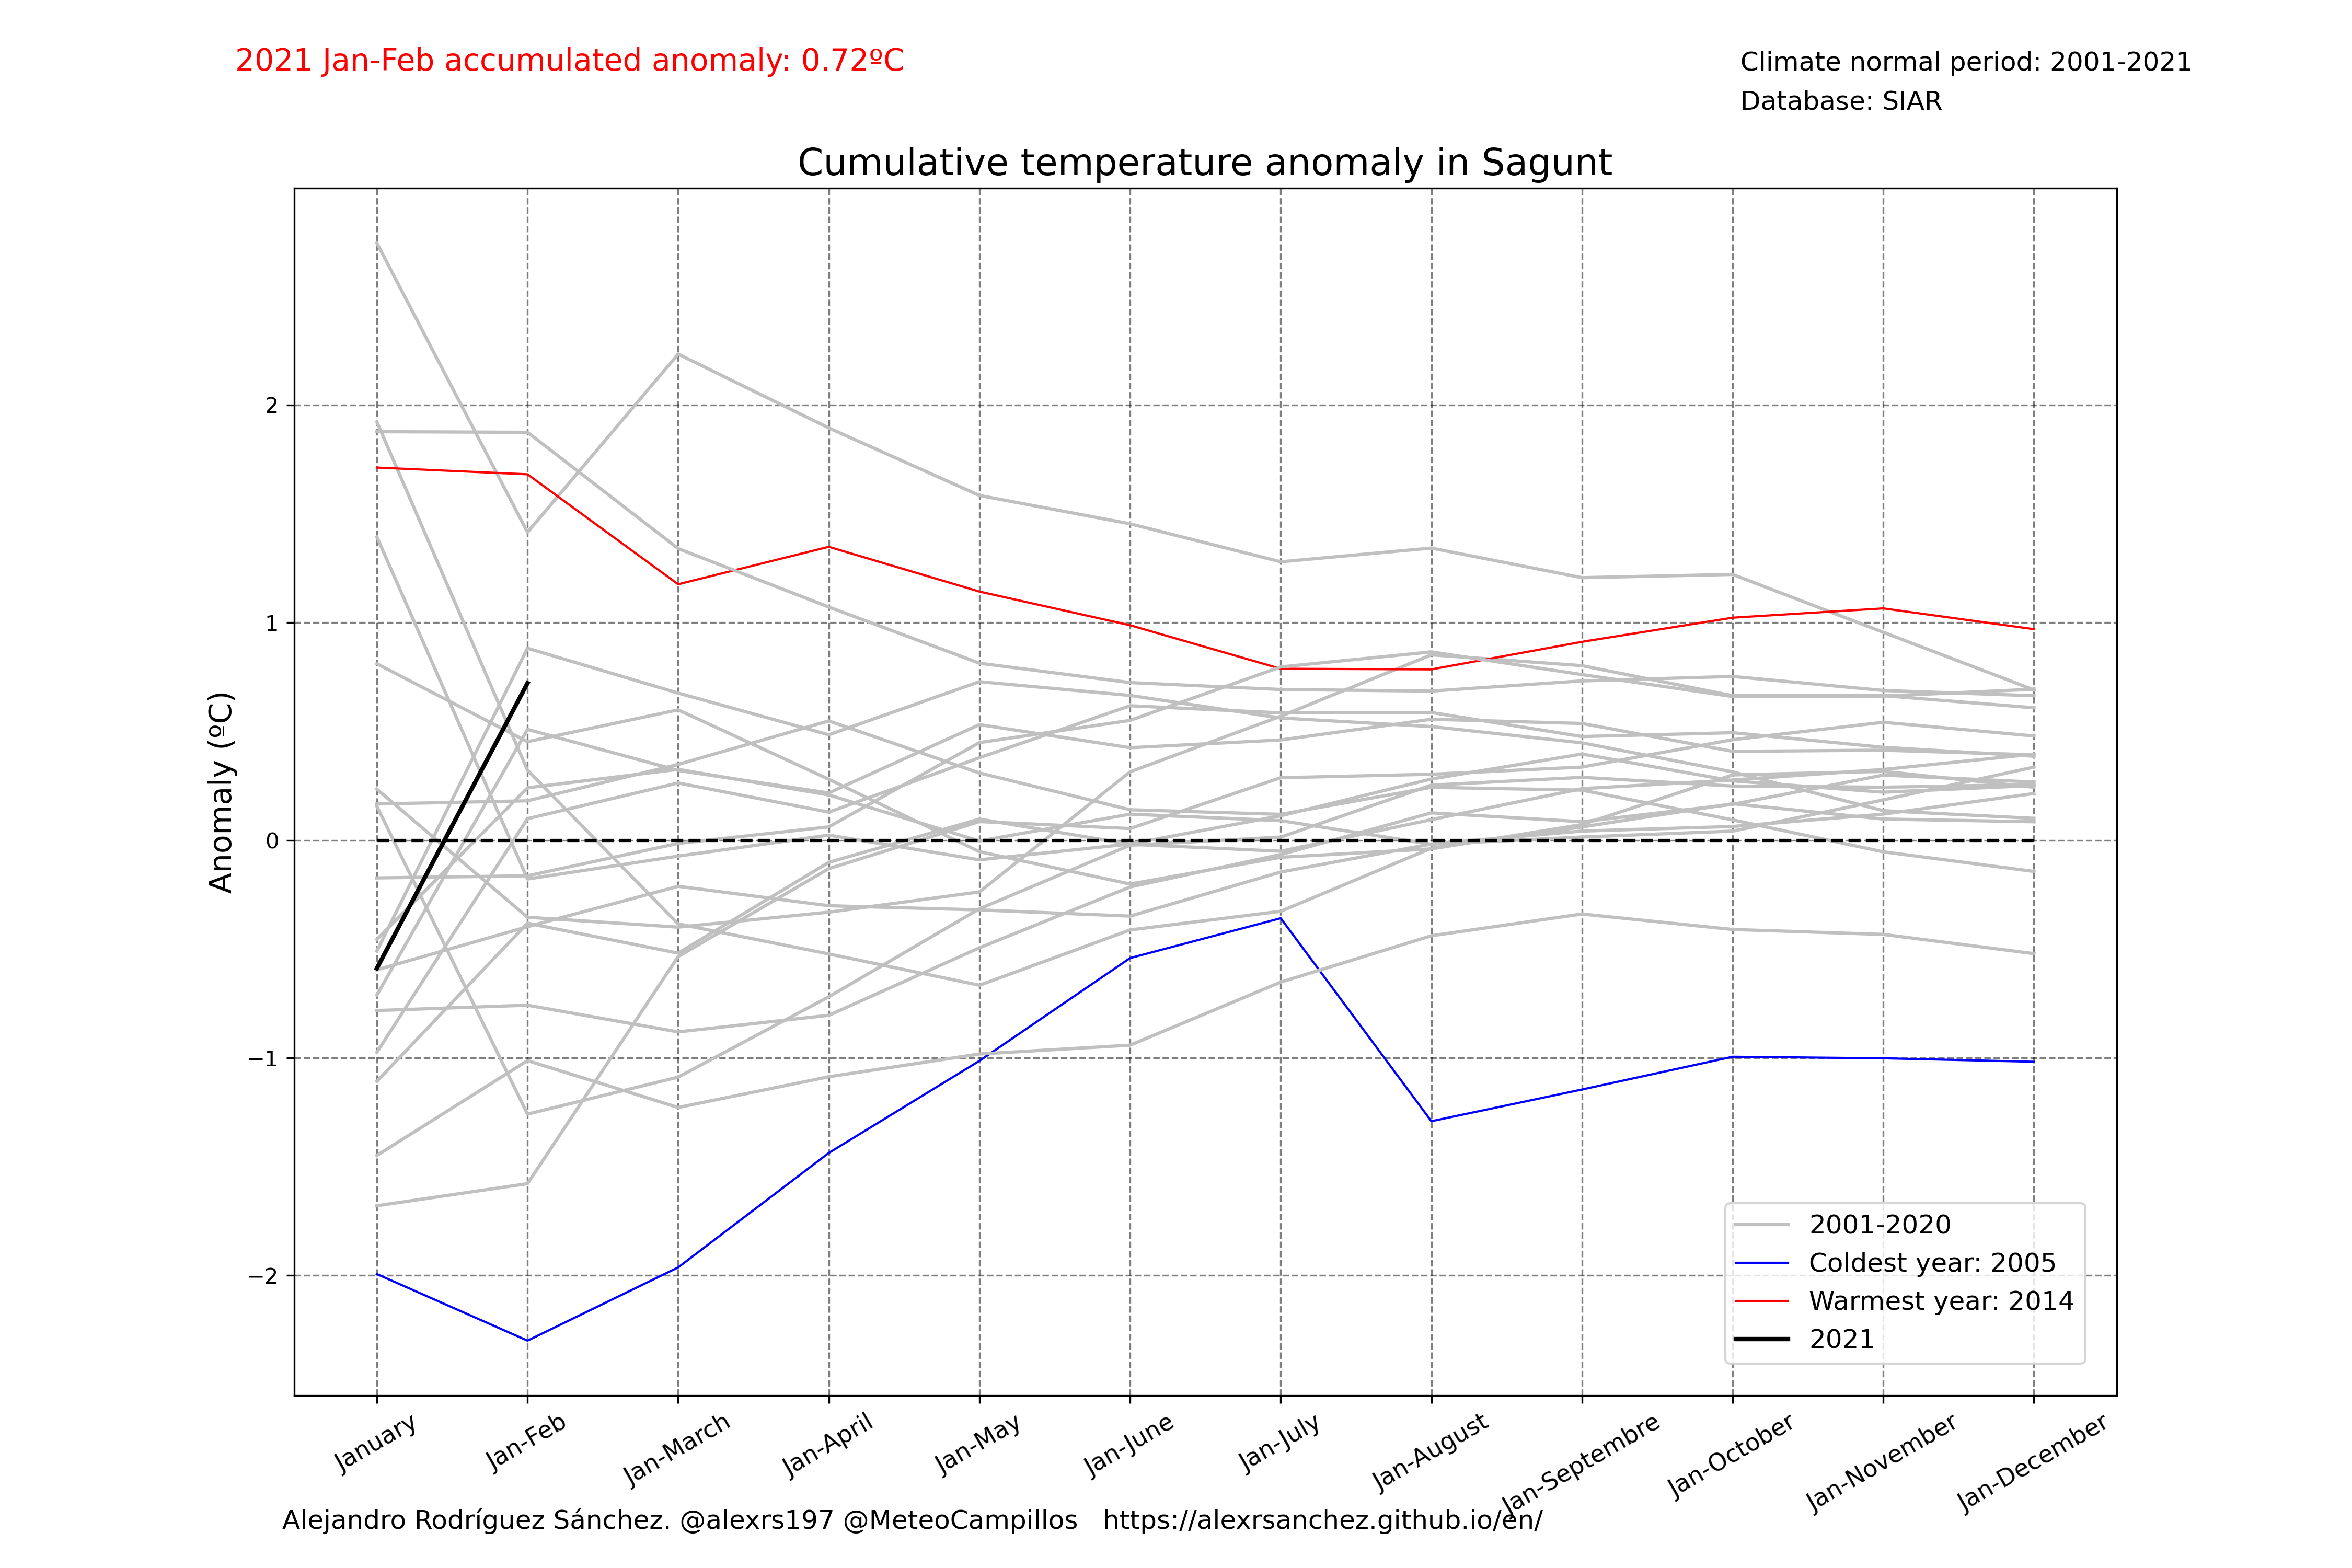 2021 Jan-Feb accumulated anomaly: 0.72ºC
Climate normal period: 2001-2021
Database: SIAR
Cumulative temperature anomaly in Sagunt
Anomaly (ºC)
2
1
0
−1
−2
2001-2020
Coldest year: 2005
Warmest year: 2014
2021
January
Jan-Feb
Jan-March
Jan-April
Jan-May
Jan-June
Jan-July
Jan-August
Jan-Septembre
Jan-October
Jan-November
Jan-December
Alejandro Rodríguez Sánchez. @alexrs197 @MeteoCampillos   https://alexrsanchez.github.io/en/